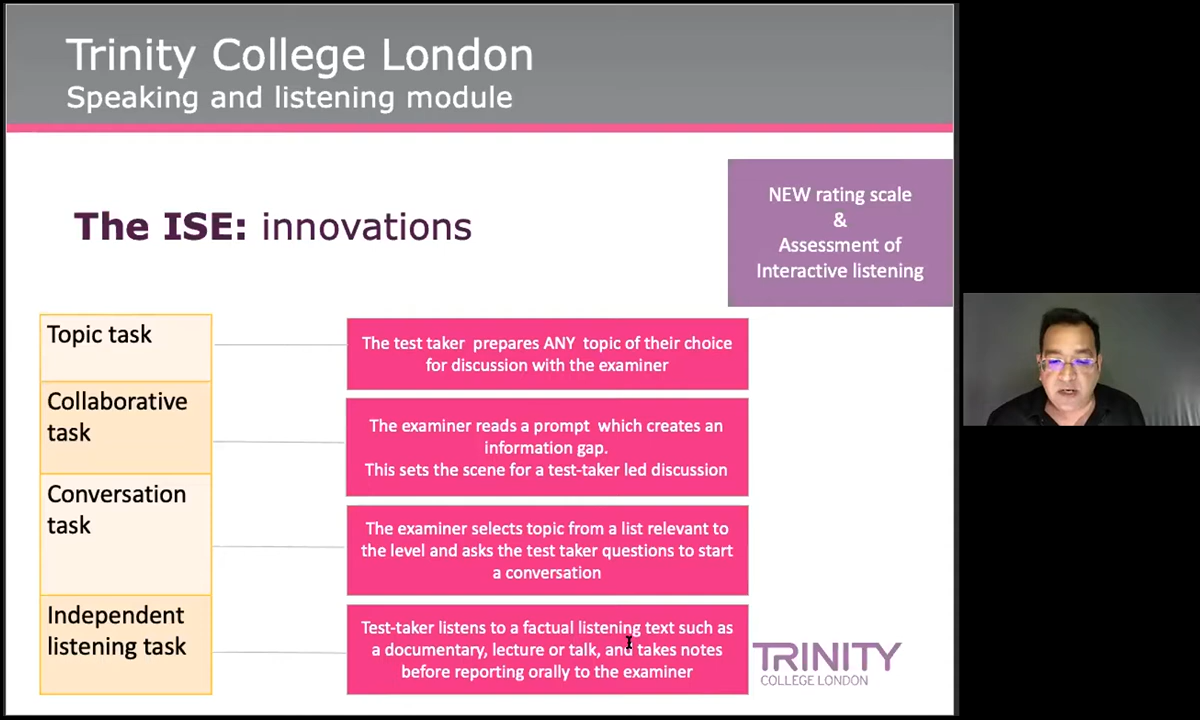 Trinity College London
Speaking and listening module
NEW rating scale
&
Assessment of
Interactive listening
The ISE: innovations
Topic task
The test taker prepares ANY topic of their choice
for discussion with the examiner
Collaborative
task
The examiner reads a prompt which creates an
information gap.
This sets the scene for a test-taker led discussion
Conversation
task
The examiner selects topic from a list relevant to
the level and asks the test taker questions to start
a conversation
Independent
listening task
Test-taker listens to a factual listening text such as
a documentary, lecture or talk, and takes notes
before reporting orally to the examiner
TRINITY
COLLEGE LONDON